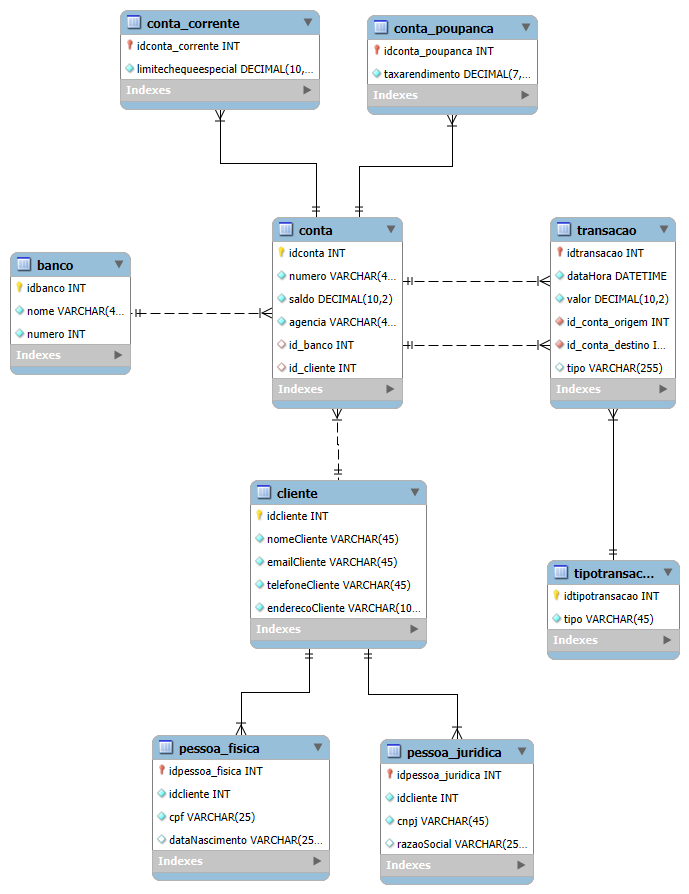 conta_corrente
idconta_corrente INT
limitechequeespecial DECIMAL(10,...
Indexes
conta_poupanca
idconta_poupanca INT
taxarendimento DECIMAL(7,...
Indexes
banco
idbanco INT
nome VARCHAR(4...
numero INT
Indexes
conta
idconta INT
numero VARCHAR(4...
saldo DECIMAL(10,2)
agencia VARCHAR(4...
id_banco INT
id_cliente INT
Indexes
transacao
idtransacao INT
dataHora DATETIME
valor DECIMAL(10,2)
id_conta_origem INT
id_conta_destino I...
tipo VARCHAR(255)
Indexes
cliente
idcliente INT
nomeCliente VARCHAR(45)
emailCliente VARCHAR(45)
telefoneCliente VARCHAR(45)
enderecoCliente VARCHAR(10...
Indexes
tipotransac...
idtipotransacao INT
tipo VARCHAR(45)
Indexes
pessoa_fisica
idpessoa_fisica INT
idcliente INT
cpf VARCHAR(25)
dataNascimento VARCHAR(25...
Indexes
pessoa_juridica
idpessoa_juridica INT
idcliente INT
cnpj VARCHAR(45)
razaoSocial VARCHAR(25...
Indexes